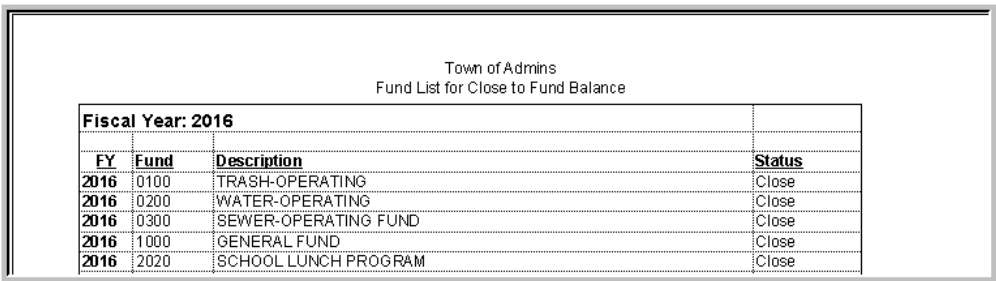 Town of Admins
Fund List for Close to Fund Balance
Fiscal Year: 2016
FY Fund Description Status
2016 0100 TRASH-OPERATING Close
2016 0200 WATER-OPERATING Close
2016 0300 SEWER-OPERATING FUND Close
2016 1000 GENERAL FUND Close
2016 2020 SCHOOL LUNCH PROGRAM Close